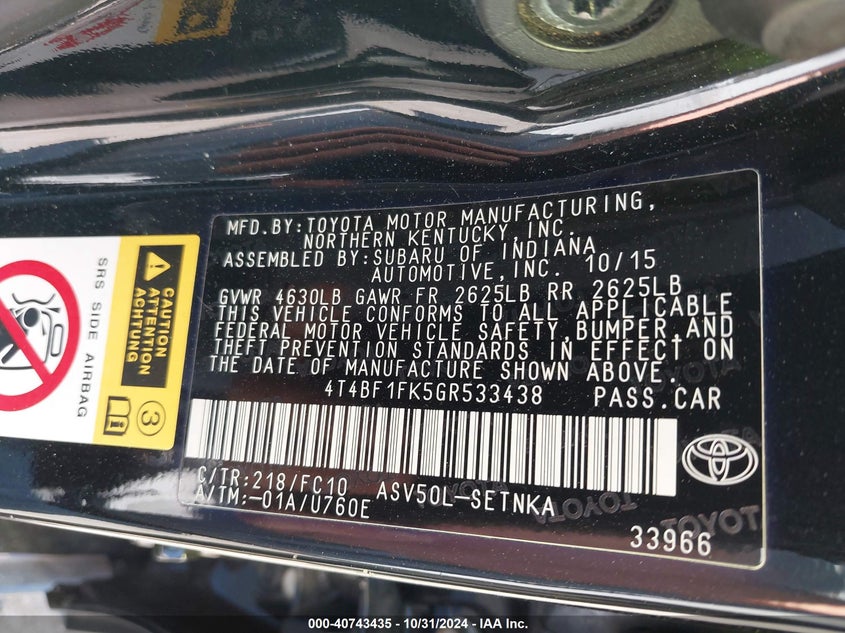 MFD.BY:TOYOTA MOTOR MANUFACTURING,
NORTHERN KENTUCKY,INC.
ASSEMBLED BY:SUBARU OF INDIANA
AUTOMOTIVE,INC. 10/15
GVWR 4630LB GAWR FR 2625LB RR 2625LB
THIS VEHICLE CONFORMS TO ALL APPLICABLE
FEDERAL MOTOR VEHICLE SAFETY,BUMPER,AND
THEFT PREVENTION STANDARDS IN EFFECT ON
THE DATE OF MANUFACTURE SHOWN ABOVE.
4T4BF1FK5GR533438 PASS.CAR
C/TR:218/FC10 ASV50L-SETNKA
A/TM:-01A/U760E
33966
TOYOTA
TOYOTA
CAUTION
ATTENTION
ACHTUNG
SRS SIDE AIRBAG
3
000-40743435 - 10/31/2024 - IAA Inc.